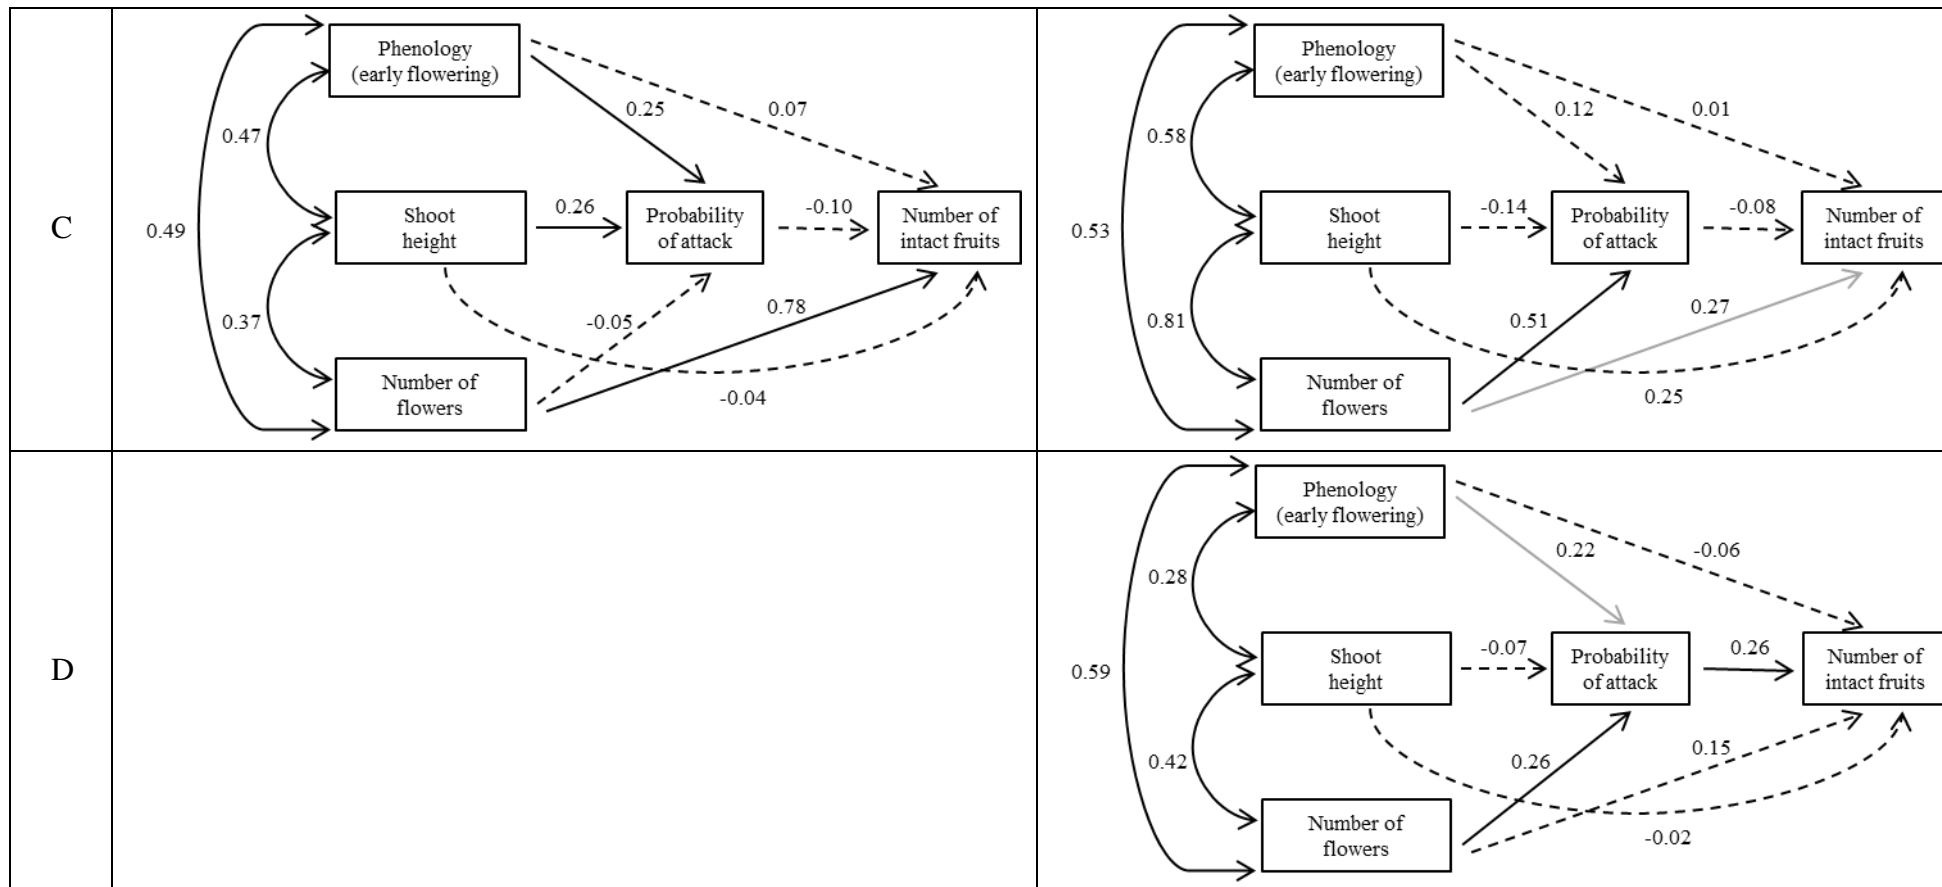 C
Phenology
(early flowering)
0.25
0.07
0.47
0.49
Shoot
height
0.26
Probability
of attack
-0.10
Number of
intact fruits
0.37
-0.05
0.78
Number of
flowers
-0.04
Phenology
(early flowering)
0.12
0.01
0.58
0.53
Shoot
height
-0.14
Probability
of attack
-0.08
Number of
intact fruits
0.81
0.51
0.27
Number of
flowers
0.25
D
Phenology
(early flowering)
0.22
-0.06
0.28
0.59
Shoot
height
-0.07
Probability
of attack
0.26
Number of
intact fruits
0.42
0.26
0.15
Number of
flowers
-0.02